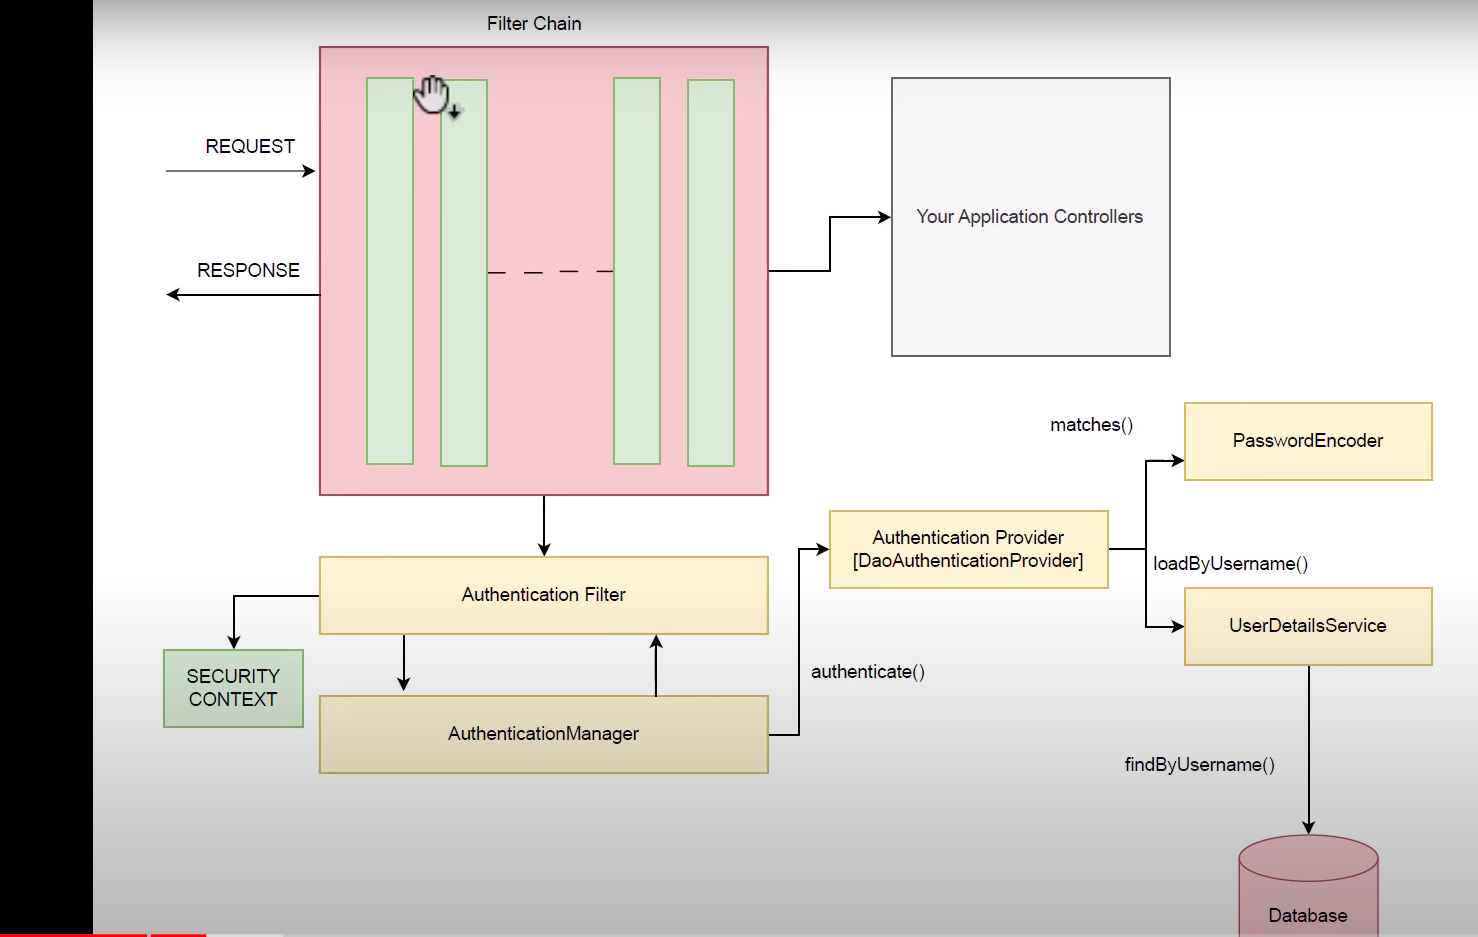 Filter Chain
REQUEST
RESPONSE
Your Application Controllers
matches()
PasswordEncoder
Authentication Provider
[DaoAuthenticationProvider]
loadByUsername()
UserDetailsService
Authentication Filter
SECURITY
CONTEXT
authenticate()
AuthenticationManager
findByUsername()
Database